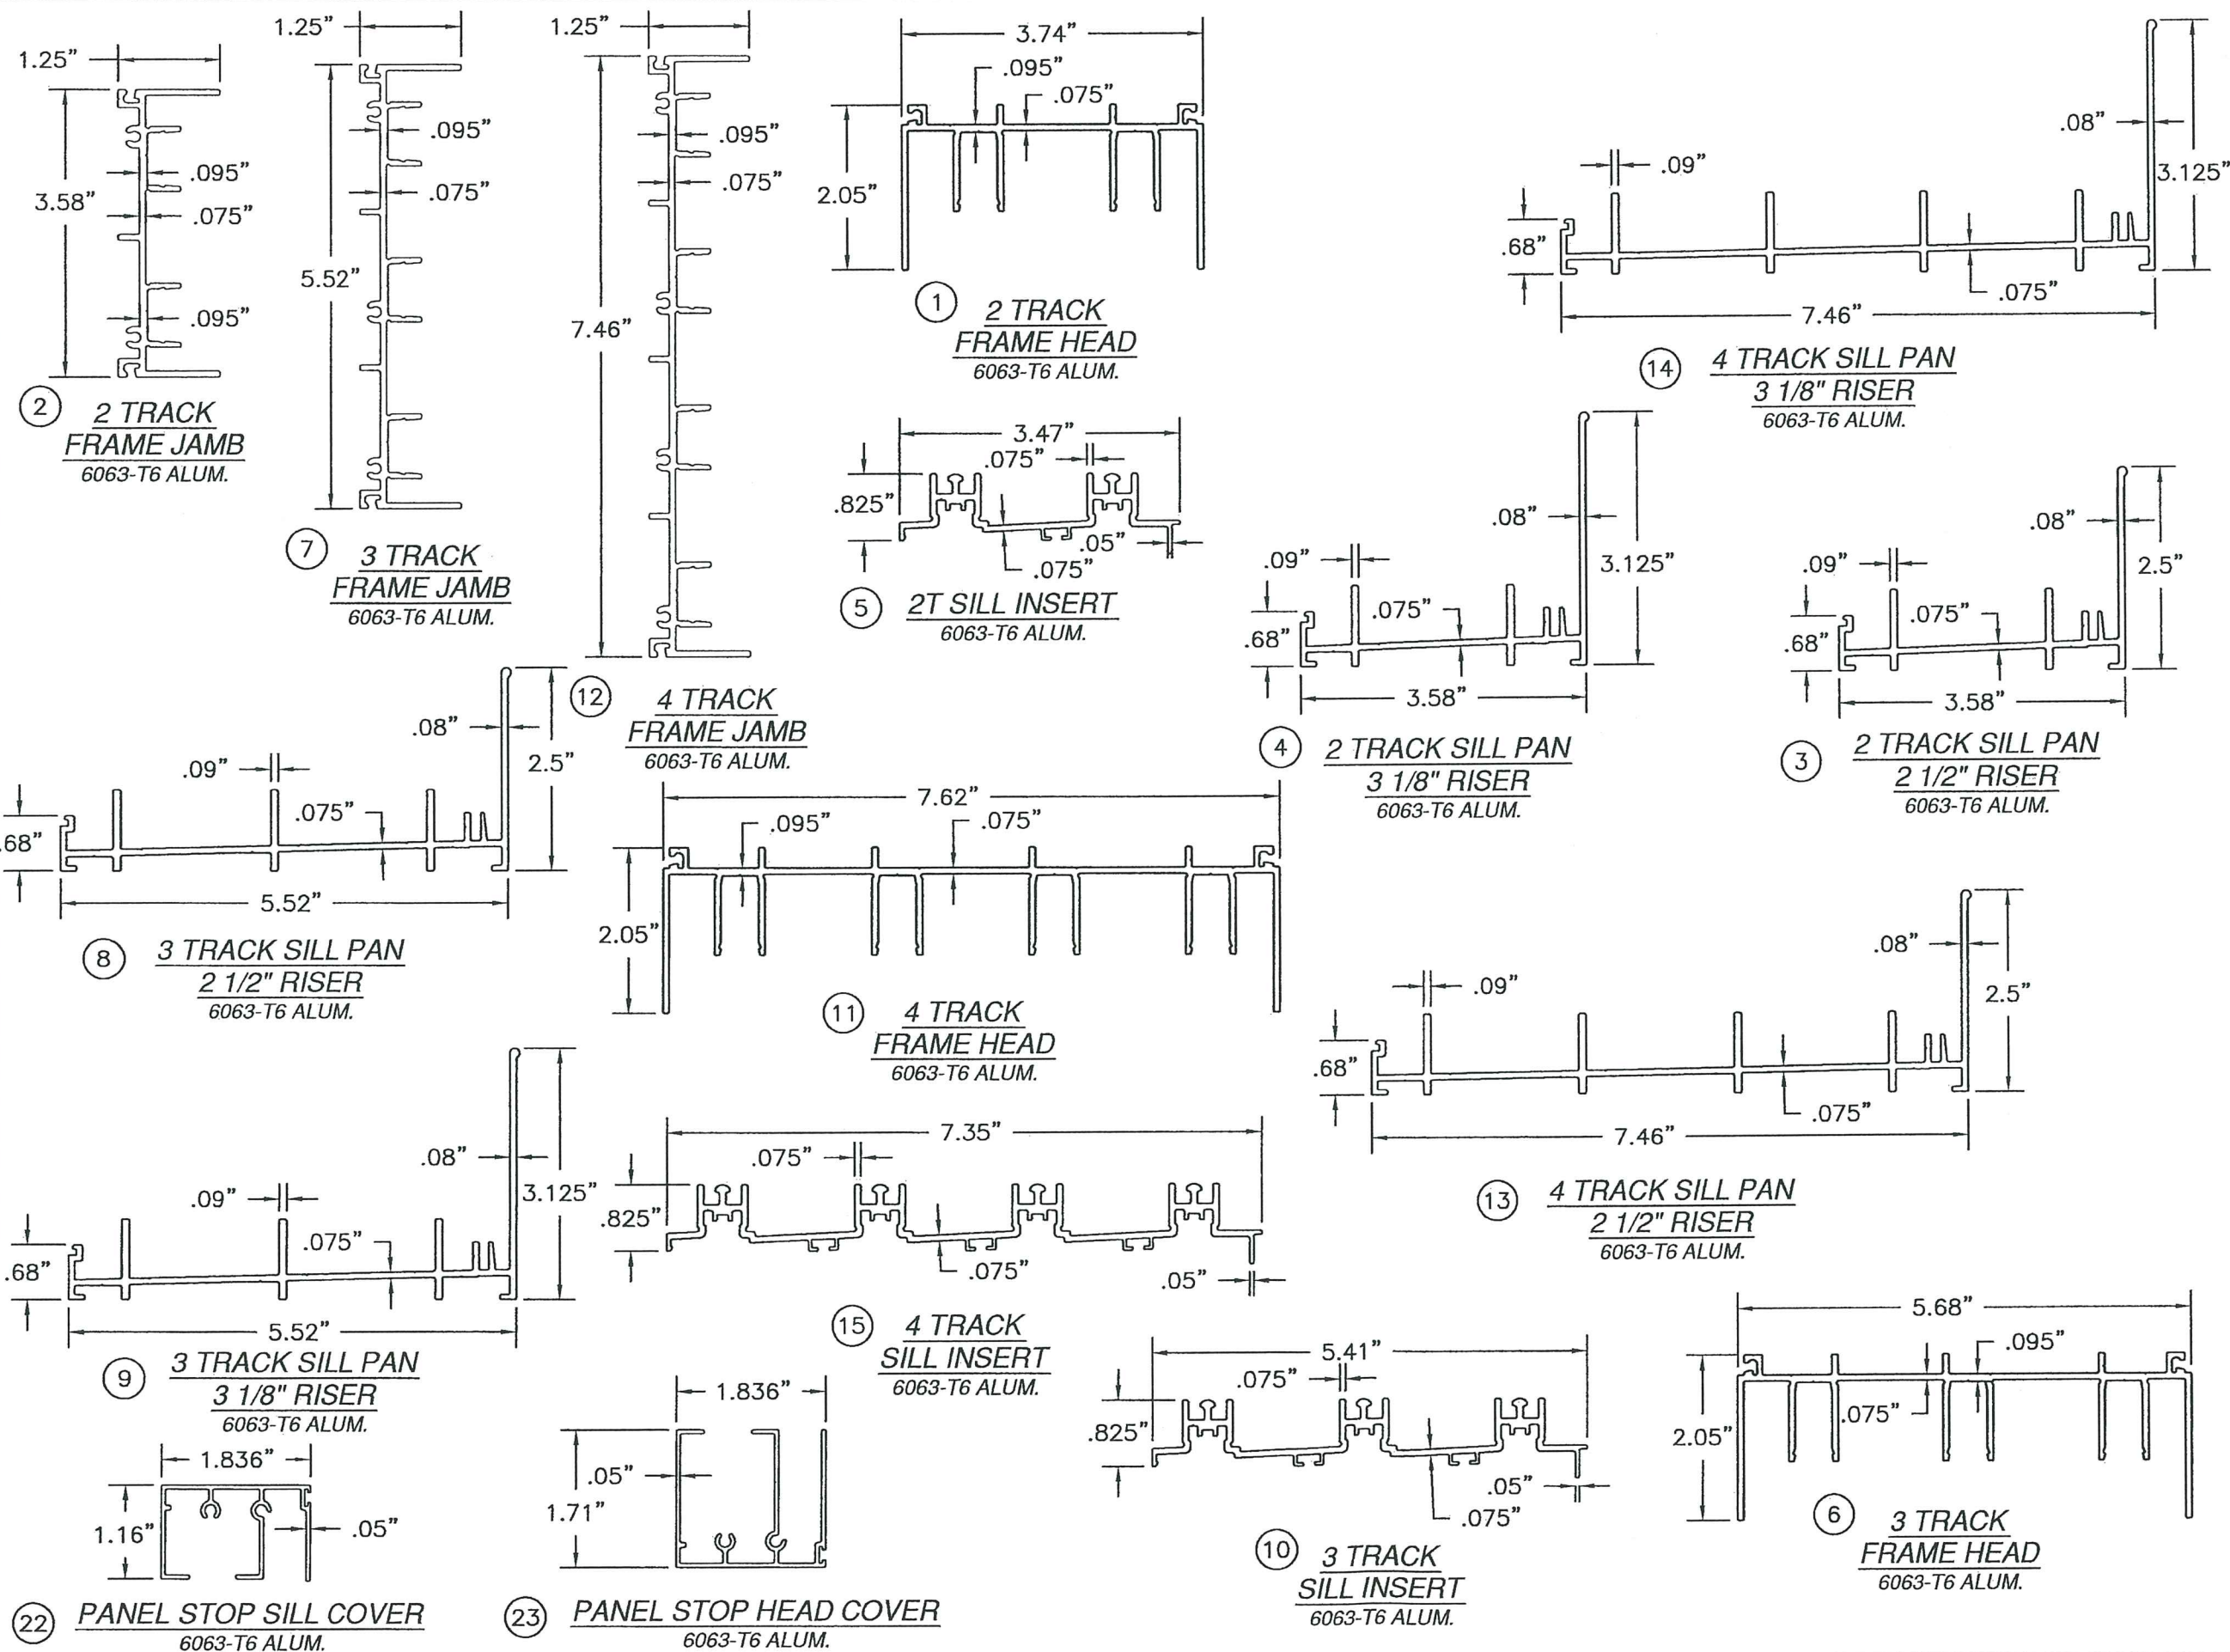 1.25”
3.58”
.095”
.075”
.095”
2
2 TRACK
FRAME JAMB
6063-T6 ALUM.
1.25”
5.52”
.095”
.075”
7
3 TRACK
FRAME JAMB
6063-T6 ALUM.
1.25”
7.46”
.095”
.075”
12
4 TRACK
FRAME JAMB
6063-T6 ALUM.
3.74”
.095”
.075”
2.05”
1
2 TRACK
FRAME HEAD
6063-T6 ALUM.
.08”
3.125”
.09”
.68”
.075”
7.46”
14
4 TRACK SILL PAN
3 1/8" RISER
6063-T6 ALUM.
3.47”
.075”
.825”
.05”
.075”
5
2T SILL INSERT
6063-T6 ALUM.
.08”
3.125”
.09”
.075”
.68”
3.58”
4
2 TRACK SILL PAN
3 1/8" RISER
6063-T6 ALUM.
.08”
2.5”
.09”
.075”
.68”
3.58”
3
2 TRACK SILL PAN
2 1/2" RISER
6063-T6 ALUM.
.08”
2.5”
.09”
.075”
.68”
5.52”
8
3 TRACK SILL PAN
2 1/2" RISER
6063-T6 ALUM.
7.62”
.095”
.075”
2.05”
11
4 TRACK
FRAME HEAD
6063-T6 ALUM.
.08”
2.5”
.09”
.68”
.075”
7.46”
13
4 TRACK SILL PAN
2 1/2" RISER
6063-T6 ALUM.
.08”
3.125”
.09”
.075”
.68”
5.52”
9
3 TRACK SILL PAN
3 1/8" RISER
6063-T6 ALUM.
7.35”
.075”
.825”
.075”
.05”
15
4 TRACK
SILL INSERT
6063-T6 ALUM.
5.41”
.075”
.825”
.05”
.075”
10
3 TRACK
SILL INSERT
6063-T6 ALUM.
5.68”
.095”
.075”
2.05”
6
3 TRACK
FRAME HEAD
6063-T6 ALUM.
1.836”
1.16”
.05”
22
PANEL STOP SILL COVER
6063-T6 ALUM.
1.836”
.05”
1.71”
23
PANEL STOP HEAD COVER
6063-T6 ALUM.